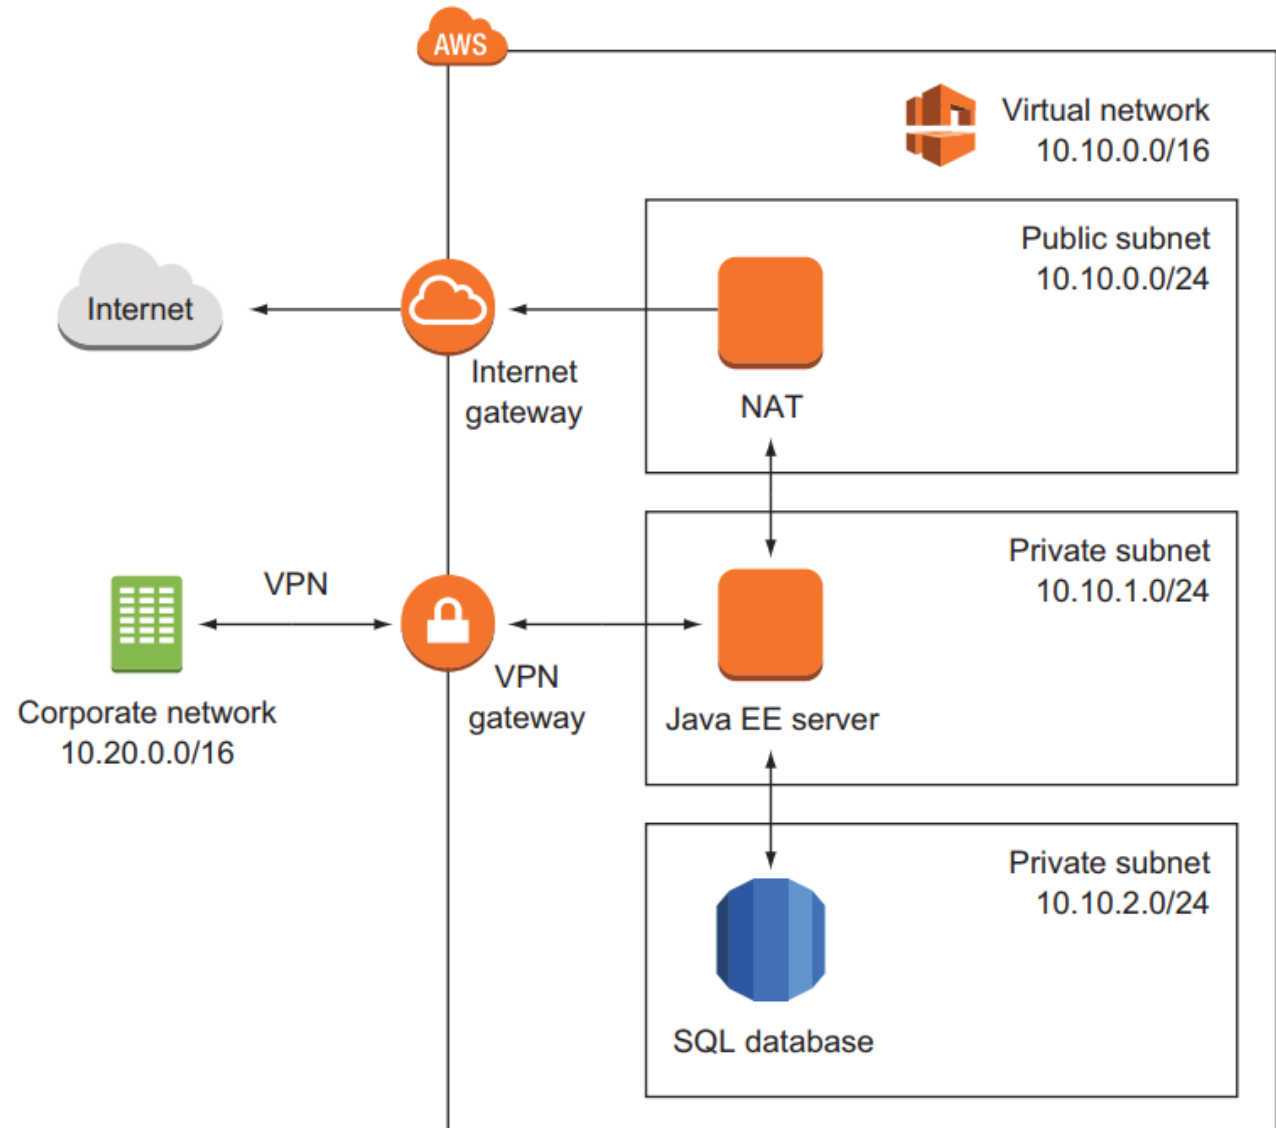 AWS
Virtual network
10.10.0.0/16
Public subnet
10.10.0.0/24
Internet
Internet
gateway
NAT
Private subnet
10.10.1.0/24
VPN
VPN
gateway
Corporate network
10.20.0.0/16
Java EE server
Private subnet
10.10.2.0/24
SQL database